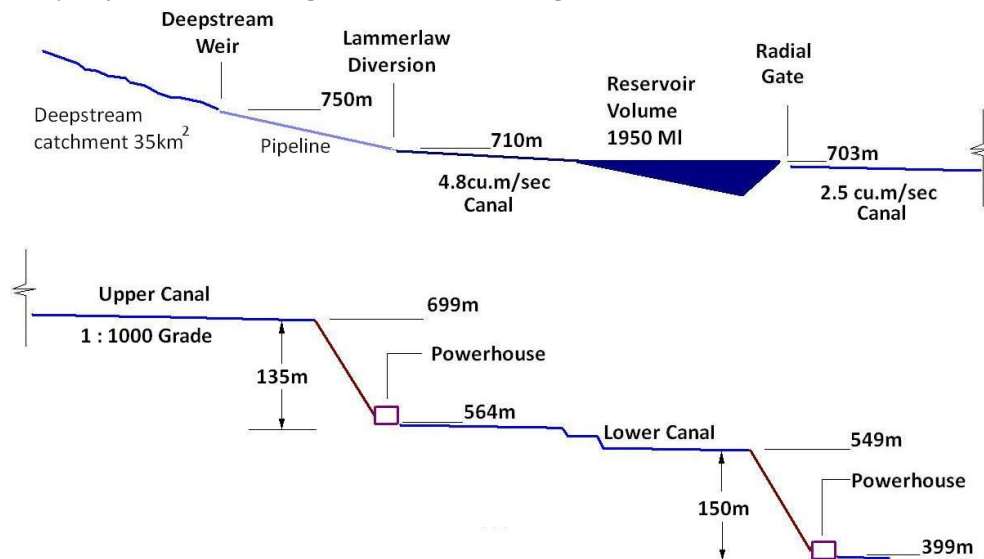 Deepstream
Weir
Lammerlaw
Diversion
Radial
Gate
Reservoir
Volume
1950 Ml
750m
Deepstream
catchment 35km²
Pipeline
710m
703m
4.8cu.m/sec
Canal
2.5 cu.m/sec
Canal
Upper Canal
699m
1 : 1000 Grade
Powerhouse
135m
564m
Lower Canal
549m
Powerhouse
150m
399m